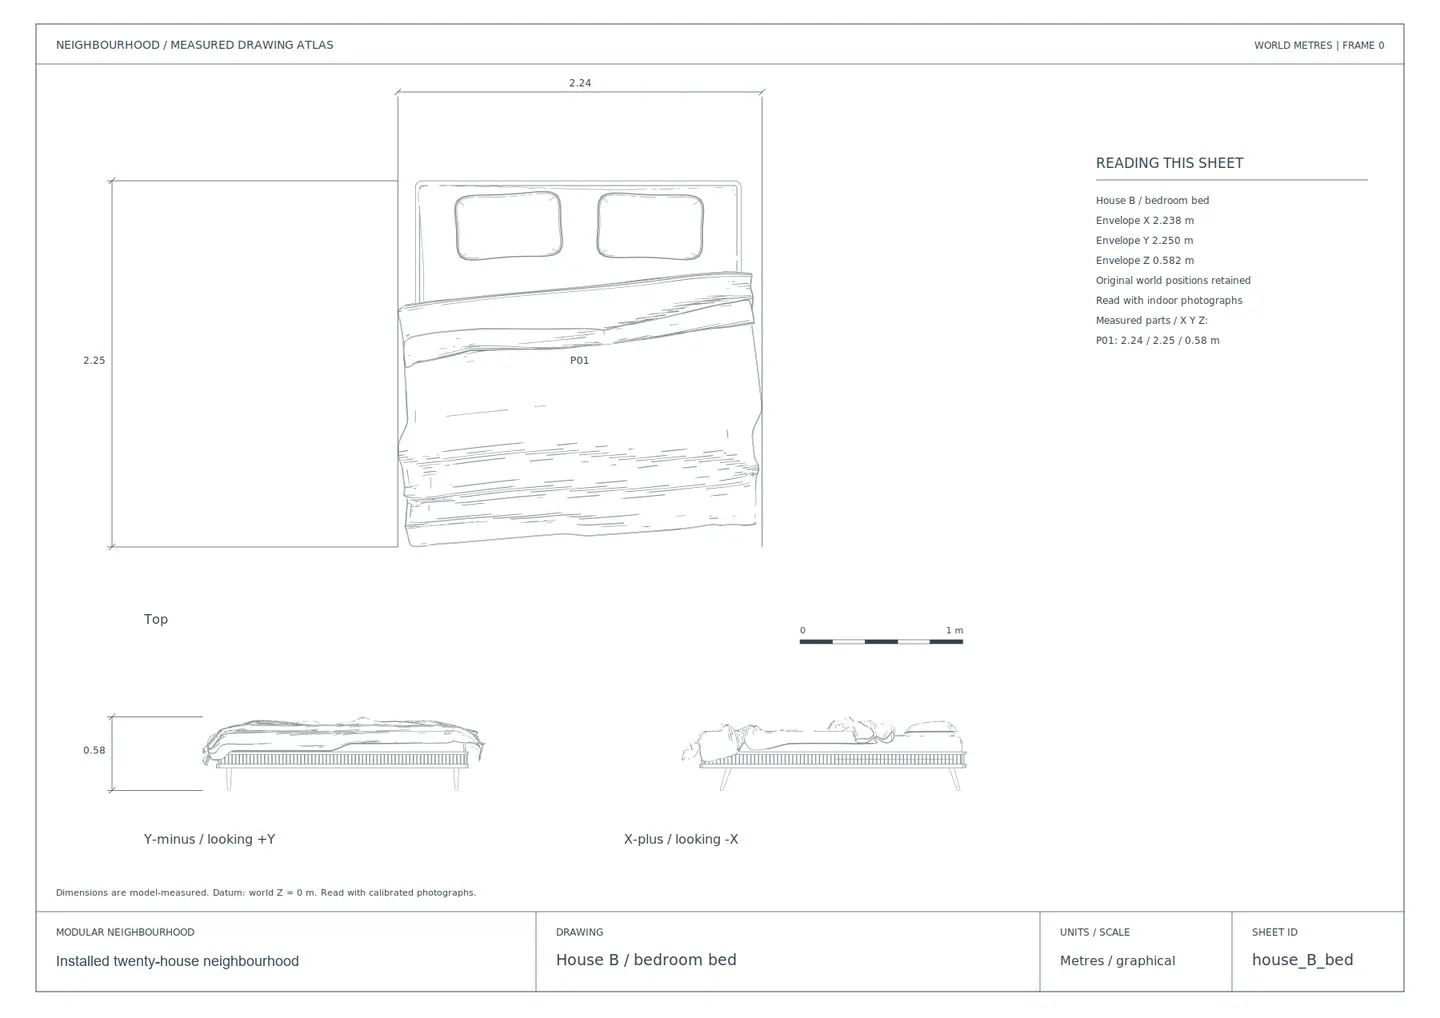 NEIGHBOURHOOD / MEASURED DRAWING ATLAS
WORLD METRES | FRAME 0
2.24
READING THIS SHEET
House B / bedroom bed
Envelope X 2.238 m
Envelope Y 2.250 m
Envelope Z 0.582 m
Original world positions retained
Read with indoor photographs
Measured parts / X Y Z:
P01: 2.24 / 2.25 / 0.58 m
2.25
P01
Top
0 1 m
0.58
Y-minus / looking +Y
X-plus / looking -X
Dimensions are model-measured. Datum: world Z = 0 m. Read with calibrated photographs.
MODULAR NEIGHBOURHOOD
Installed twenty-house neighbourhood
DRAWING
House B / bedroom bed
UNITS / SCALE
Metres / graphical
SHEET ID
house_B_bed